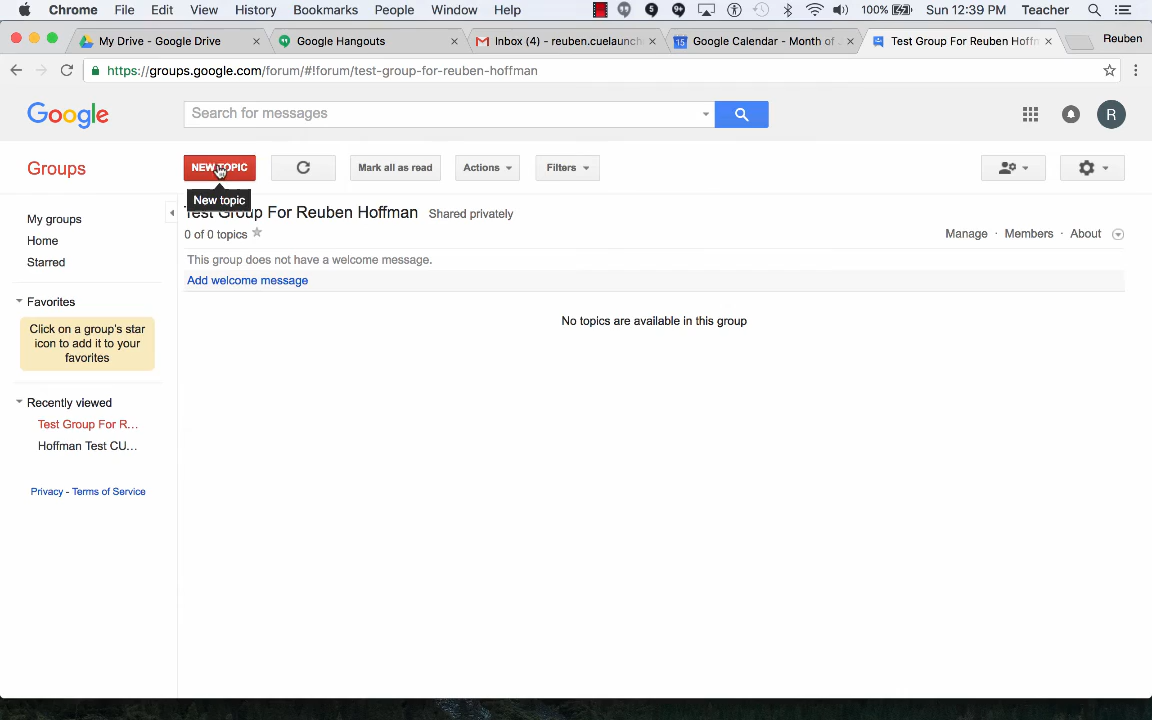 Chrome File Edit View History Bookmarks People Window Help 5 9+ 100% Sun 12:39 PM Teacher
My Drive - Google Drive Google Hangouts Inbox (4) - reuben.cuelaunch 15 Google Calendar - Month of Test Group For Reuben Hoffm Reuben
https://groups.google.com/forum/#!forum/test-group-for-reuben-hoffman
Google Search for messages R
Groups NEW TOPIC Mark all as read Actions Filters
New topic
Test Group For Reuben Hoffman Shared privately
0 of 0 topics Manage · Members · About
This group does not have a welcome message.
Add welcome message
No topics are available in this group
My groups
Home
Starred
Favorites
Click on a group's star
icon to add it to your
favorites
Recently viewed
Test Group For R...
Hoffman Test CU...
Privacy - Terms of Service